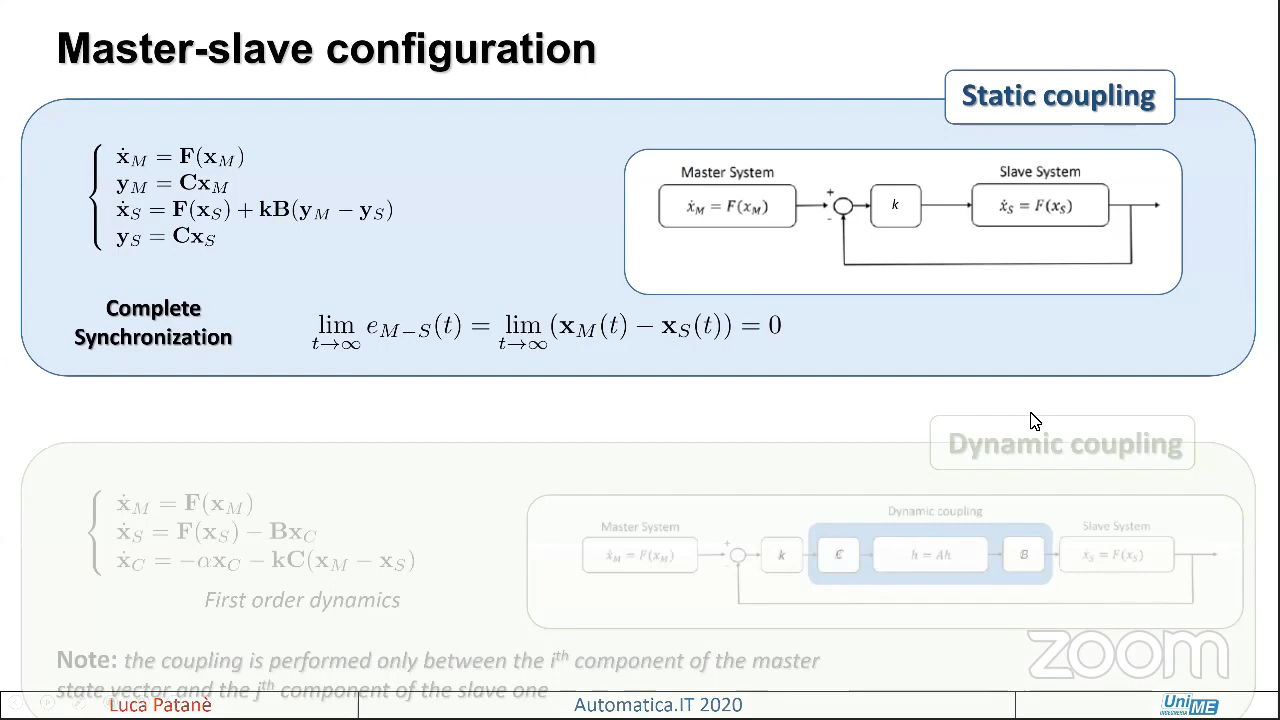 Master-slave configuration
Static coupling
ẋ_M = F(x_M)
y_M = Cx_M
ẋ_S = F(x_S) + kB(y_M − y_S)
y_S = Cx_S
Master System
Slave System
ẋ_M = F(x_M)
+
-
k
ẋ_S = F(x_S)
Complete
Synchronization
lim_{t→∞} e_{M−S}(t) = lim_{t→∞} (x_M(t) − x_S(t)) = 0
Dynamic coupling
ẋ_M = F(x_M)
ẋ_S = F(x_S) − Bx_C
ẋ_C = −αx_C − kC(x_M − x_S)
First order dynamics
Dynamic coupling
Master System
Slave System
ẋ_M = F(x_M)
+
k
C
ḣ = Ah
B
ẋ_S = F(x_S)
Note: the coupling is performed only between the i^th component of the master
state vector and the j^th component of the slave one
zoom
Luca Patanè
Automatica.IT 2020
UniME